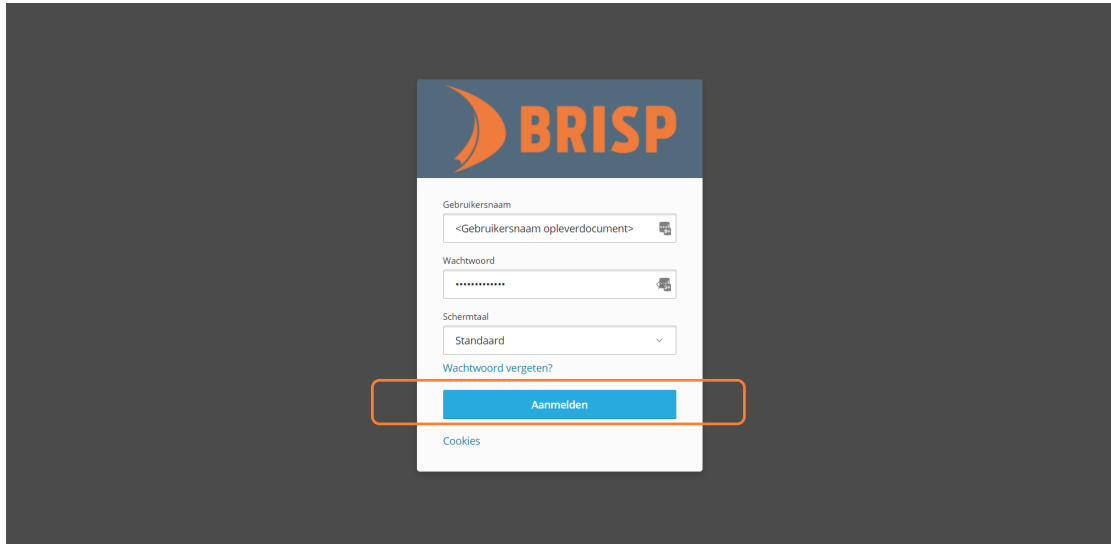 BRISP
Gebruikersnaam
<Gebruikersnaam opleverdocument>
Wachtwoord
•••••••••••••
Schermtaal
Standaard
Wachtwoord vergeten?
Aanmelden
Cookies